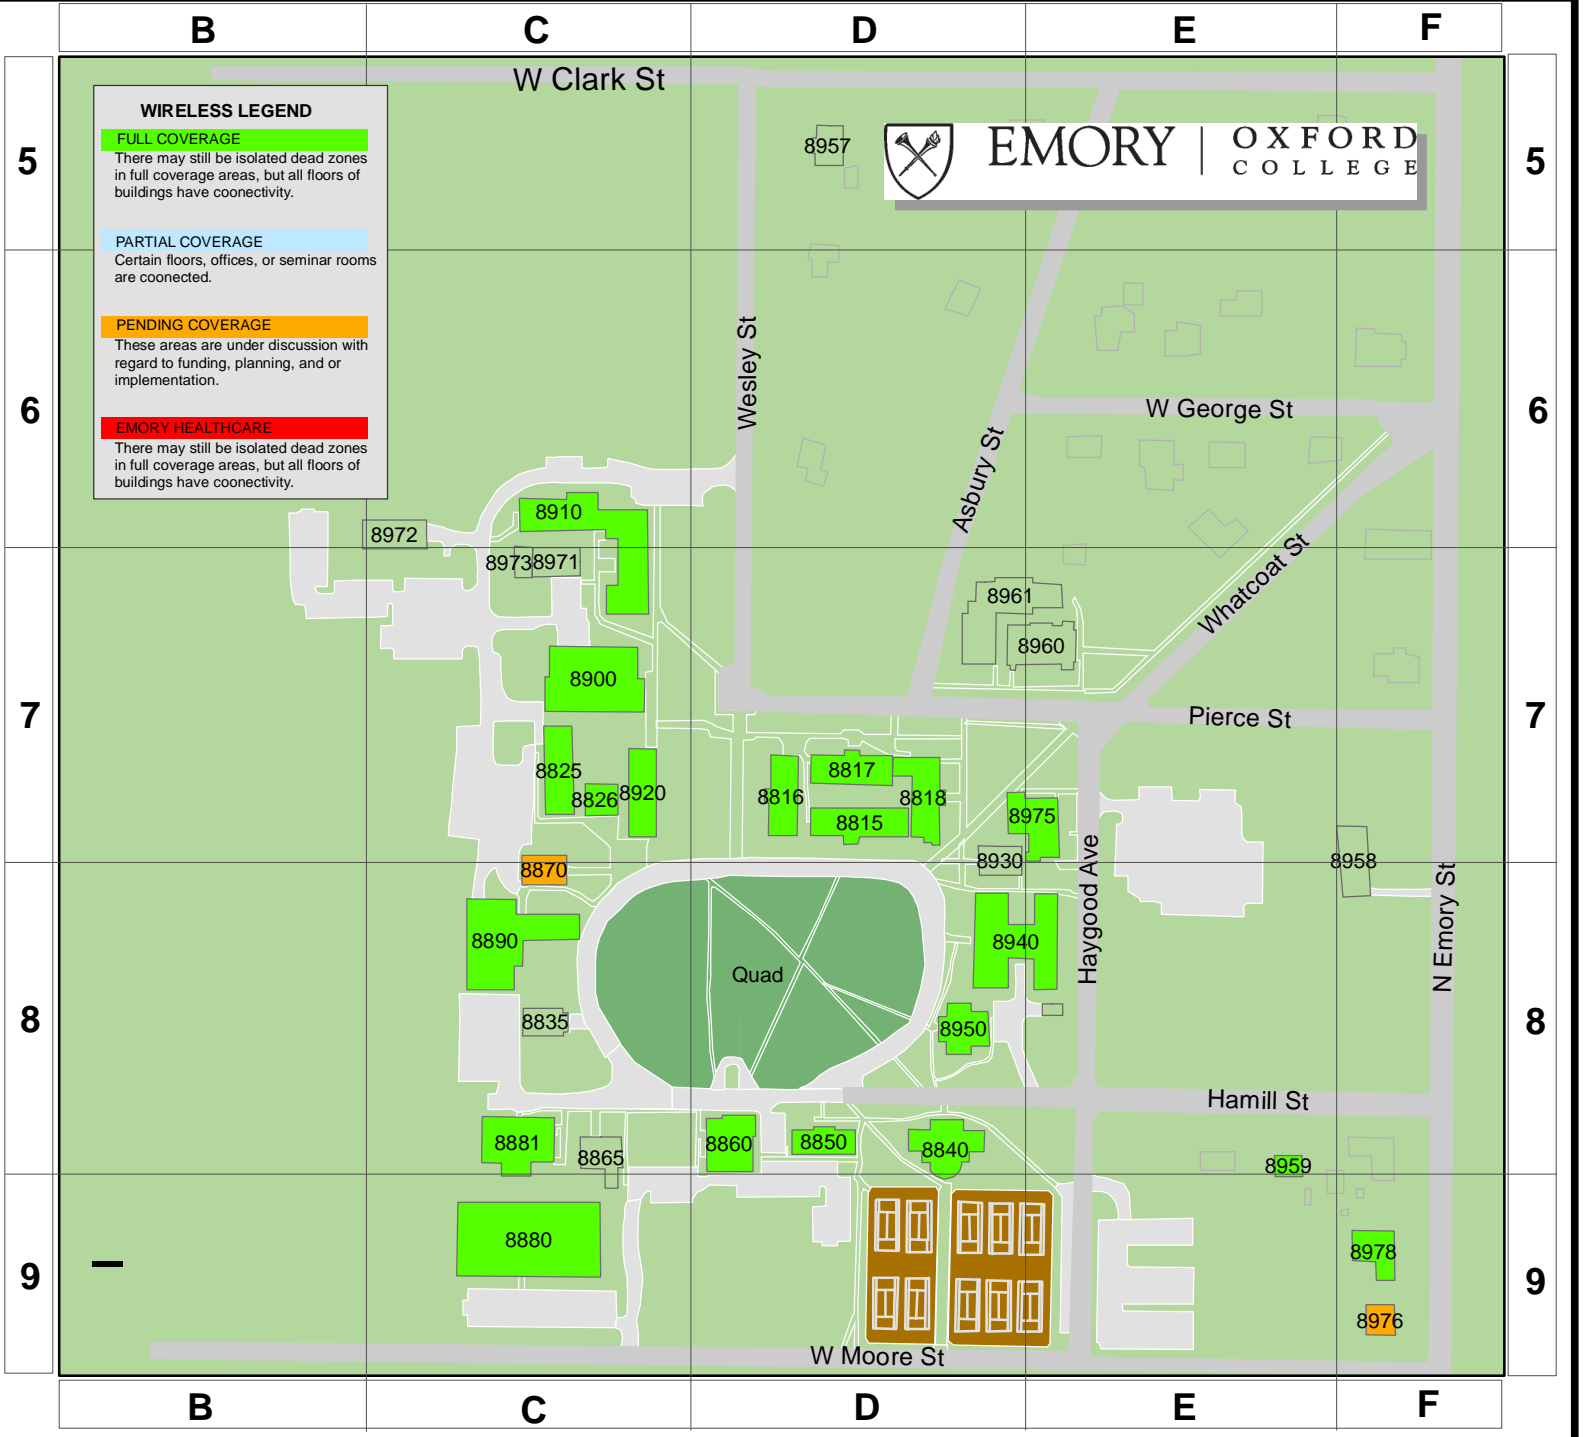 B C D E F
W Clark St
WIRELESS LEGEND
FULL COVERAGE
There may still be isolated dead zones
in full coverage areas, but all floors of
buildings have coonectivity.
PARTIAL COVERAGE
Certain floors, offices, or seminar rooms
are coonected.
PENDING COVERAGE
These areas are under discussion with
regard to funding, planning, and or
implementation.
EMORY HEALTHCARE
There may still be isolated dead zones
in full coverage areas, but all floors of
buildings have coonectivity.
5
8957
EMORY
OXFORD
COLLEGE
5
6
Wesley St
Asbury St
W George St
6
8910
8972
8973
8971
Whatcoat St
8961
8960
8900
7
Pierce St
7
8825
8826
8920
8816
8817
8818
8815
8975
8930
8958
8870
Haygood Ave
N Emory St
8890
Quad
8940
8
8835
8950
8
Hamill St
8881
8865
8860
8850
8840
8959
8880
8978
9
9
8976
W Moore St
B C D E F